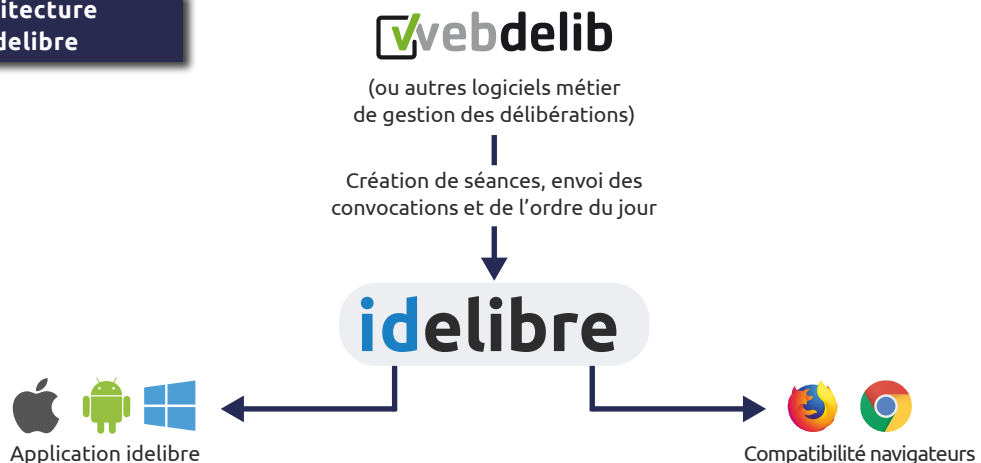 itecture
delibre
webdelib
(ou autres logiciels métier
de gestion des délibérations)
Création de séances, envoi des
convocations et de l'ordre du jour
idelibre
Application idelibre
Compatibilité navigateurs